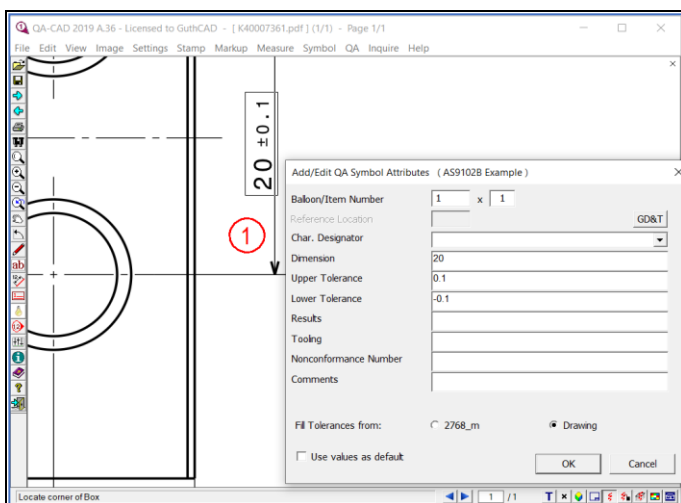 QA-CAD 2019 A.36 - Licensed to GuthCAD - [ K40007361.pdf ] (1/1) - Page 1/1
File Edit View Image Settings Stamp Markup Measure Symbol QA Inquire Help
20 ±0.1
1
Add/Edit QA Symbol Attributes ( AS9102B Example )
Balloon/Item Number 1 x 1
Reference Location GD&T
Char. Designator
Dimension 20
Upper Tolerance 0.1
Lower Tolerance -0.1
Results
Tooling
Nonconformance Number
Comments
Fill Tolerances from: 2768_m Drawing
Use values as default OK Cancel
Locate corner of Box 1 /1